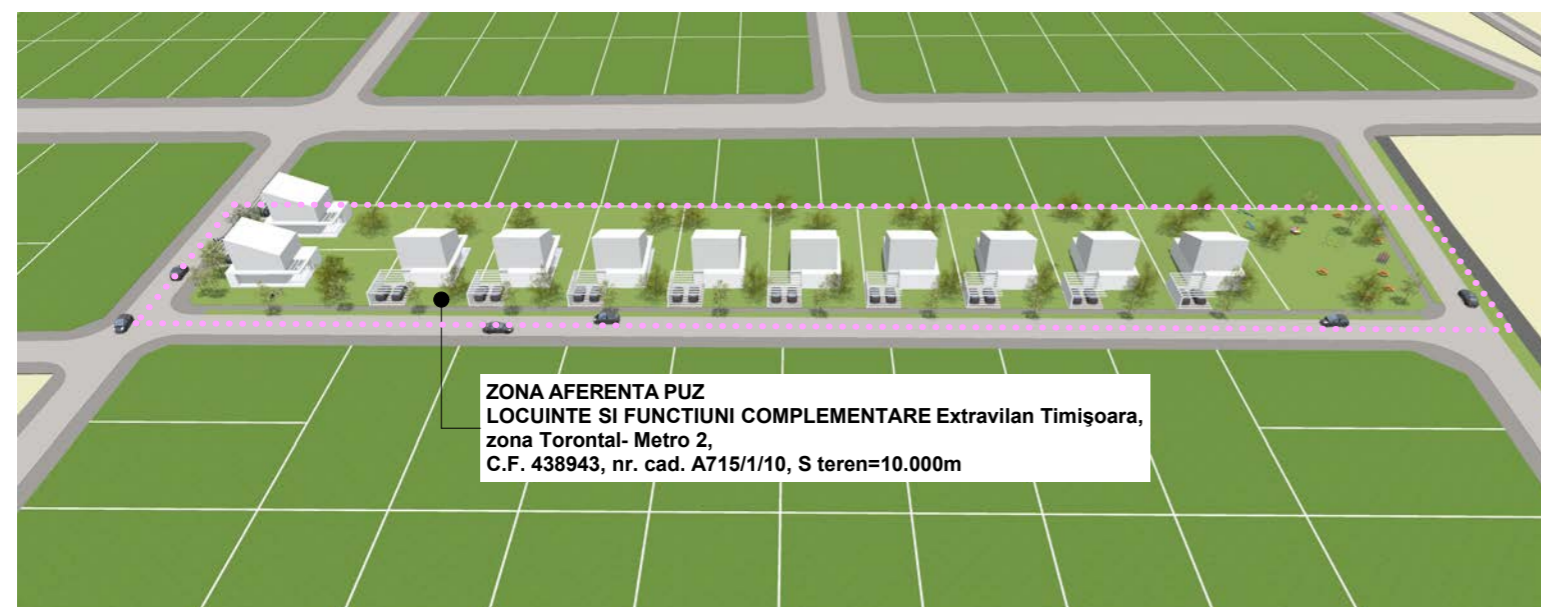 ZONA AFERENTA PUZ
LOCUINTE SI FUNCTIUNI COMPLEMENTARE Extravilan Timişoara,
zona Torontal- Metro 2,
C.F. 438943, nr. cad. A715/1/10, S teren=10.000m